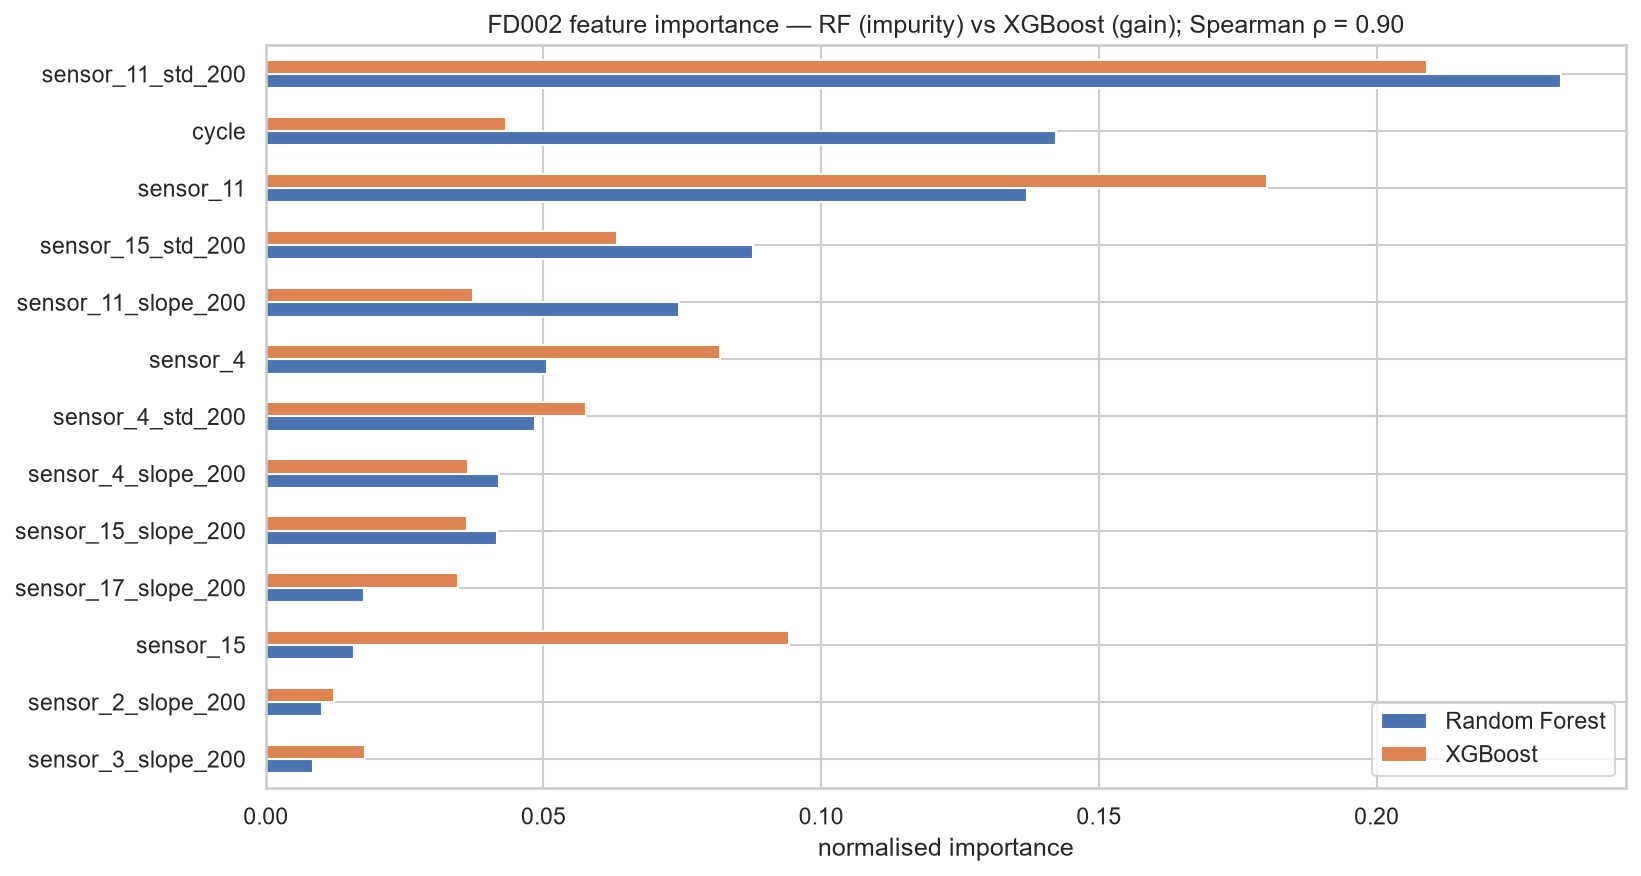 FD002 feature importance — RF (impurity) vs XGBoost (gain); Spearman ρ = 0.90
sensor_11_std_200
cycle
sensor_11
sensor_15_std_200
sensor_11_slope_200
sensor_4
sensor_4_std_200
sensor_4_slope_200
sensor_15_slope_200
sensor_17_slope_200
sensor_15
sensor_2_slope_200
sensor_3_slope_200
Random Forest
XGBoost
0.00 0.05 0.10 0.15 0.20
normalised importance